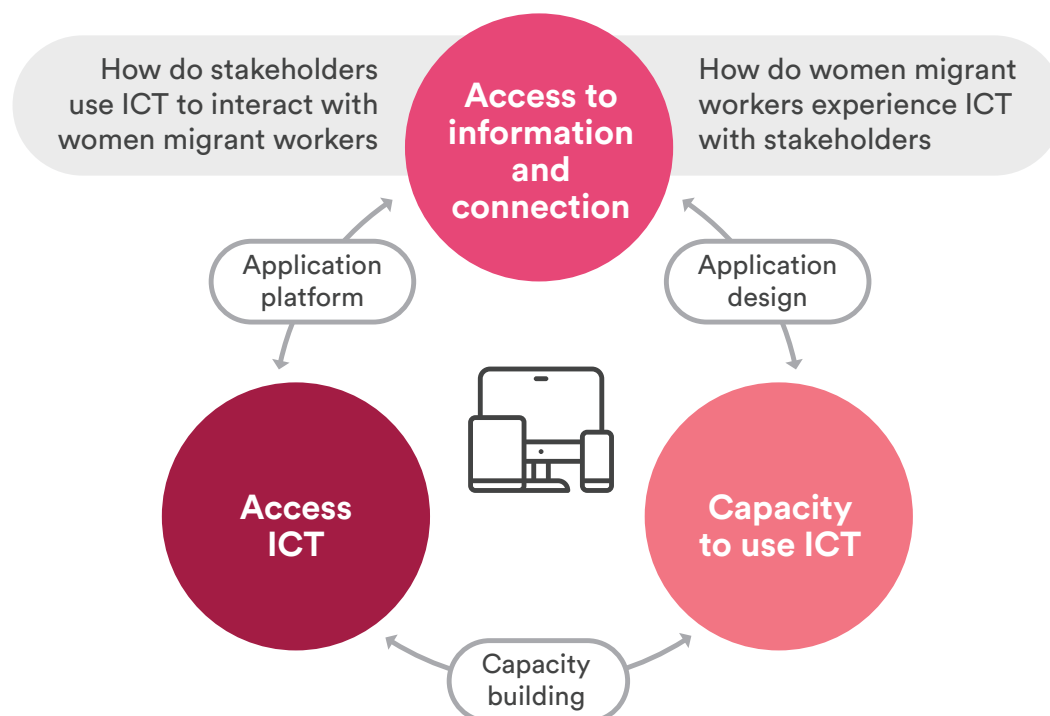 How do stakeholders
use ICT to interact with
women migrant workers
Access to
information
and
connection
How do women migrant
workers experience ICT
with stakeholders
Application
platform
Application
design
Access
ICT
Capacity
to use ICT
Capacity
building